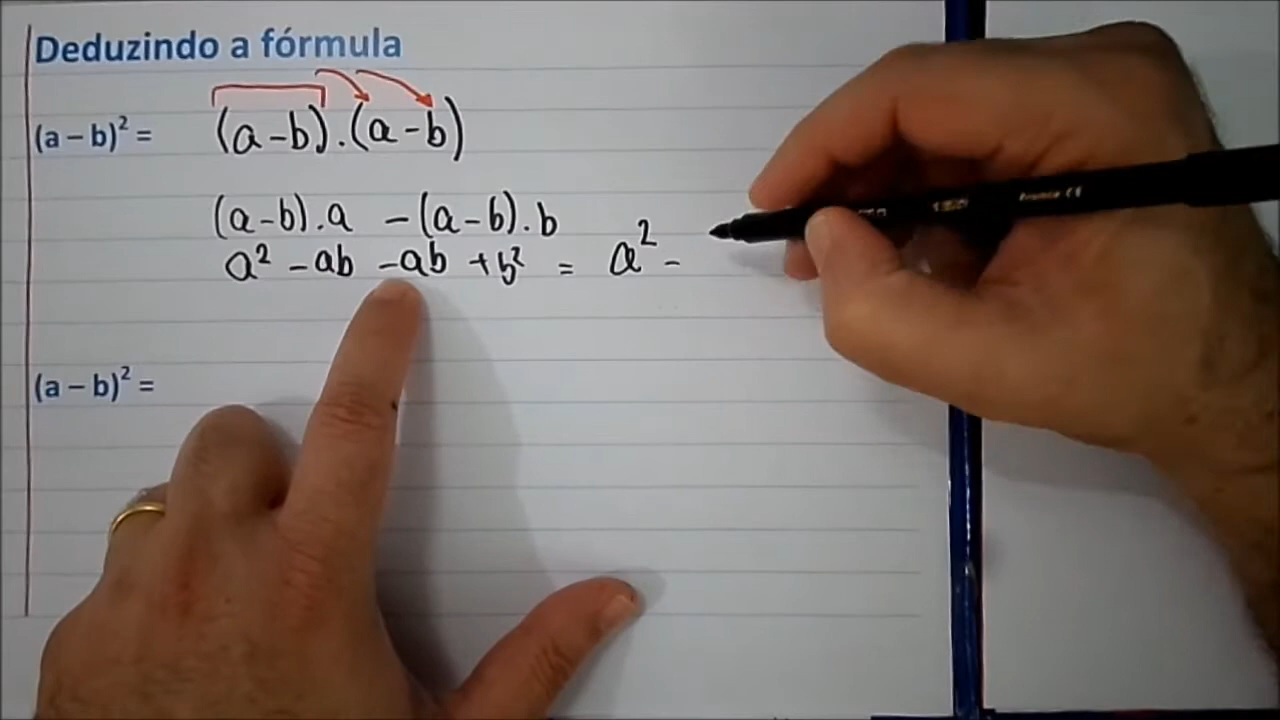 Deduzindo a fórmula
(a – b)² = (a-b).(a-b)
(a-b).a -(a-b).b
a² -ab -ab +b² = a² -
(a – b)² =